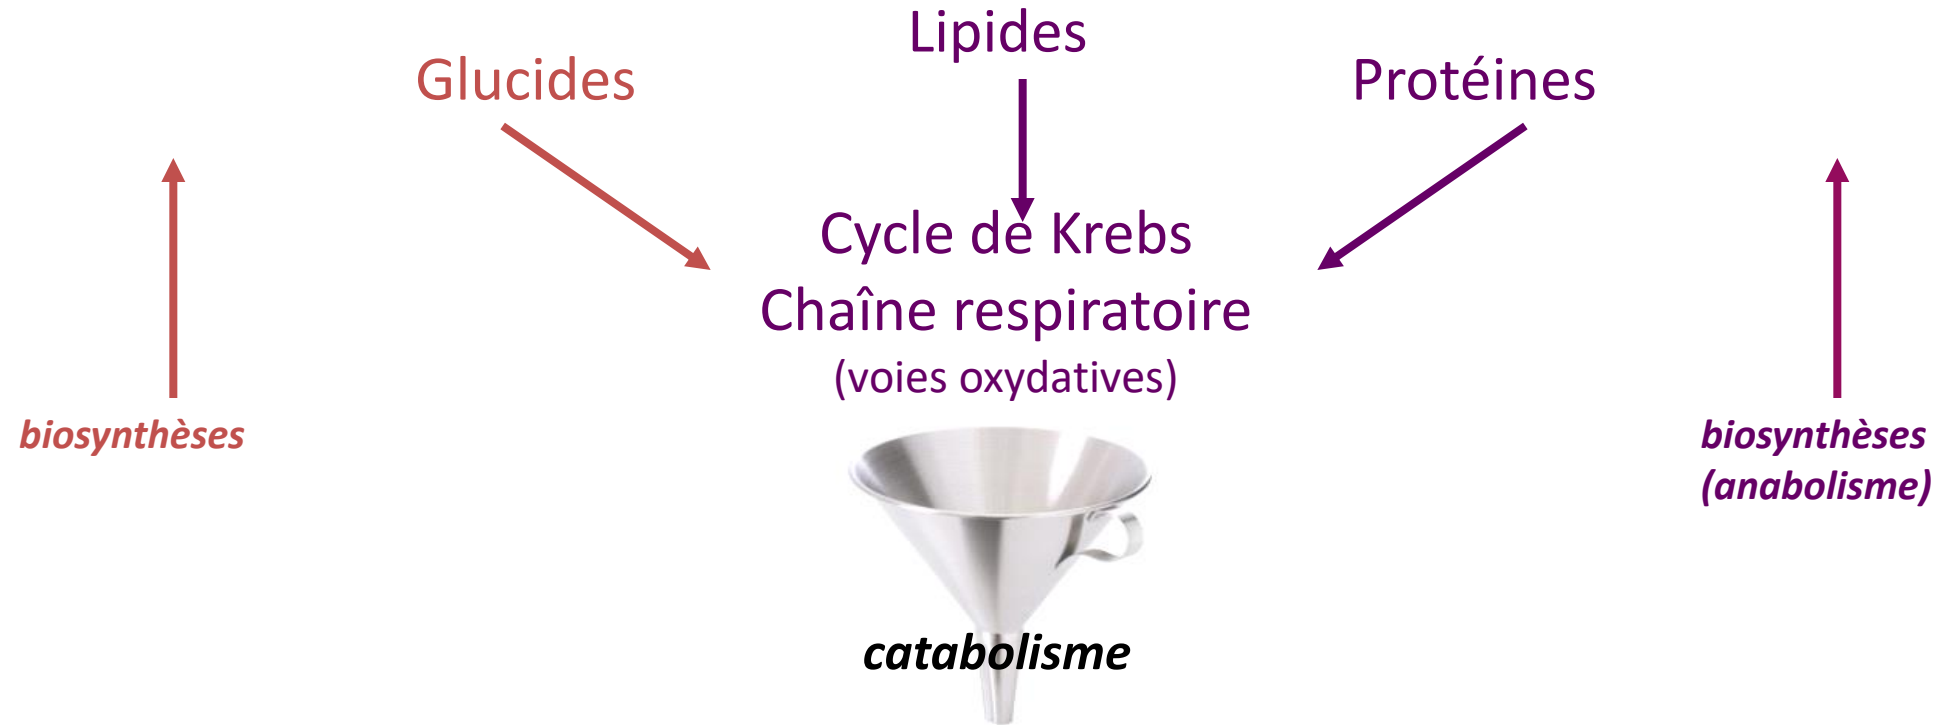 Lipides
Glucides
Protéines
Cycle de Krebs
Chaîne respiratoire
(voies oxydatives)
biosynthèses
biosynthèses
(anabolisme)
catabolisme